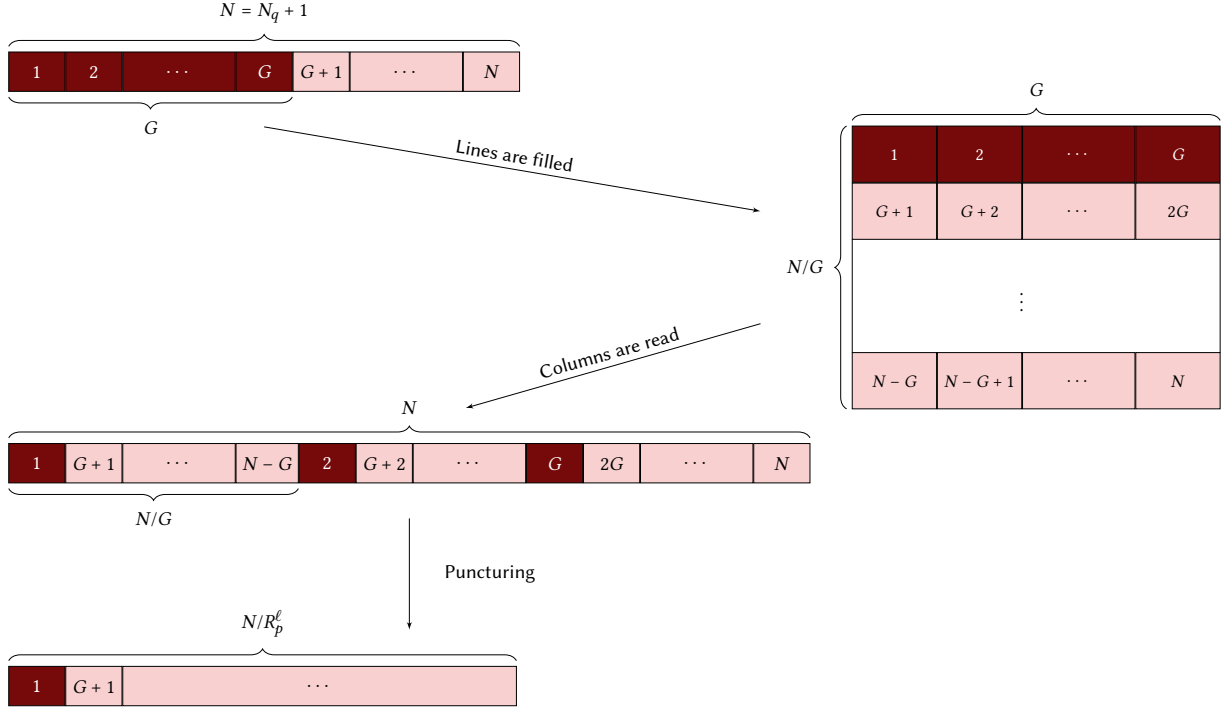 N = N_q + 1
1 2 ⋯ G G + 1 ⋯ N
G
Lines are filled
G
1 2 ⋯ G
G + 1 G + 2 ⋯ 2G
N/G
⋮
N − G N − G + 1 ⋯ N
Columns are read
N
1 G + 1 ⋯ N − G 2 G + 2 ⋯ G 2G ⋯ N
N/G
Puncturing
N/R_p^ℓ
1 G + 1 ⋯